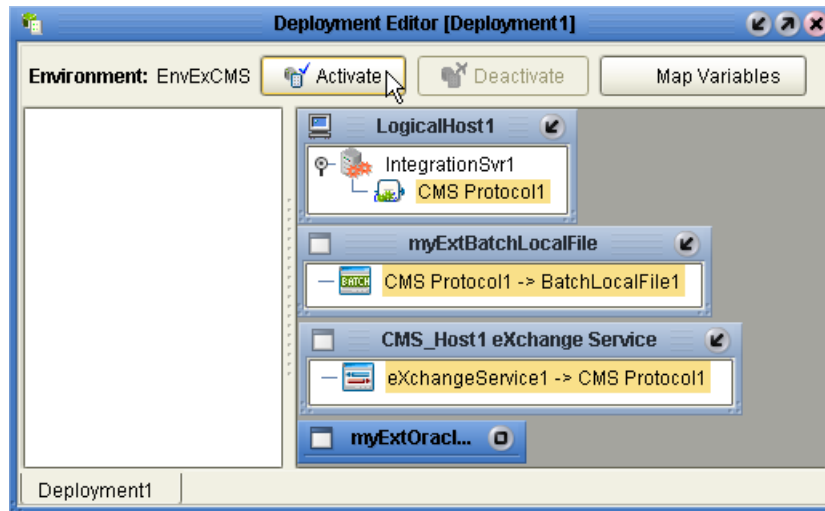 Deployment Editor [Deployment1]
Environment: EnvExCMS Activate Deactivate Map Variables
LogicalHost1
IntegrationSvr1
CMS Protocol1
myExtBatchLocalFile
BATCH CMS Protocol1 -> BatchLocalFile1
CMS_Host1 eXchange Service
eXchangeService1 -> CMS Protocol1
myExtOracl...
Deployment1